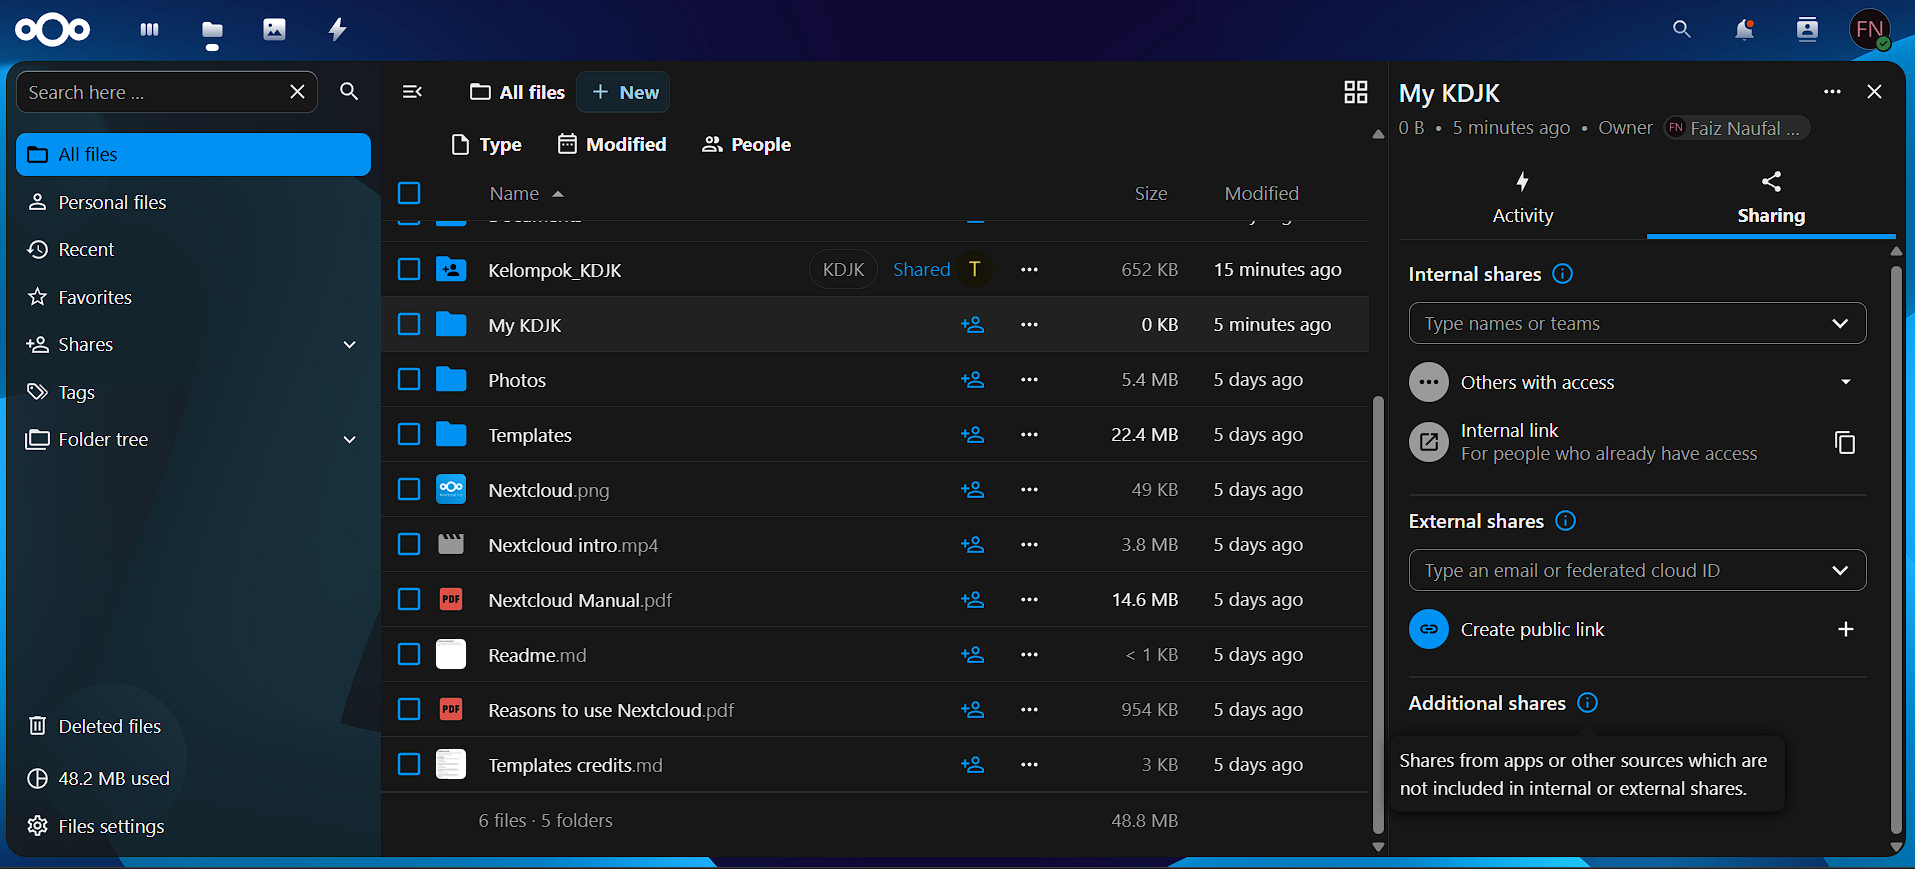 FN
Search here ...
All files
Personal files
Recent
Favorites
Shares
Tags
Folder tree
Deleted files
48.2 MB used
Files settings
All files
New
Type
Modified
People
Name
Size
Modified
Kelompok_KDJK
KDJK
Shared
T
652 KB
15 minutes ago
My KDJK
0 KB
5 minutes ago
Photos
5.4 MB
5 days ago
Templates
22.4 MB
5 days ago
Nextcloud.png
49 KB
5 days ago
Nextcloud intro.mp4
3.8 MB
5 days ago
PDF
Nextcloud Manual.pdf
14.6 MB
5 days ago
Readme.md
< 1 KB
5 days ago
PDF
Reasons to use Nextcloud.pdf
954 KB
5 days ago
Templates credits.md
3 KB
5 days ago
6 files · 5 folders
48.8 MB
My KDJK
0 B • 5 minutes ago • Owner FN Faiz Naufal ...
Activity
Sharing
Internal shares
Type names or teams
Others with access
Internal link
For people who already have access
External shares
Type an email or federated cloud ID
Create public link
Additional shares
Shares from apps or other sources which are
not included in internal or external shares.